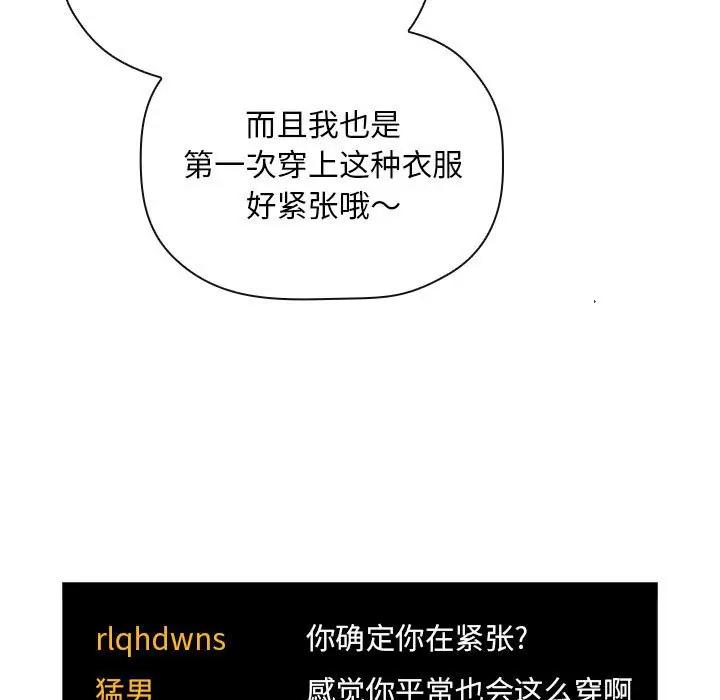 而且我也是
第一次穿上这种衣服
好紧张哦～
rlqhdwns 你确定你在紧张?
猛男 感觉你平常也会这么穿啊